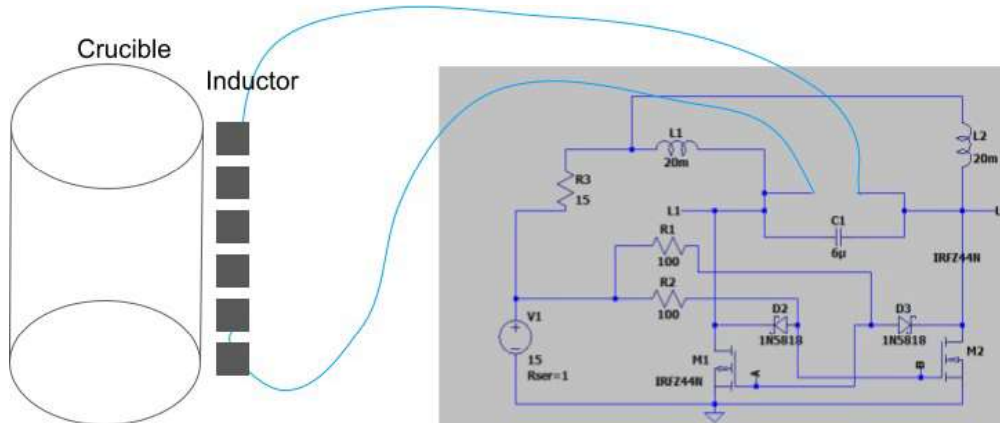 Crucible
Inductor
L1
20m
L2
20m
R3
15
L1
C1
6µ
IRFZ44N
R1
100
R2
100
V1
15
Rser=1
D2
1N5818
D3
1N5818
M1
IRFZ44N
A
B
M2